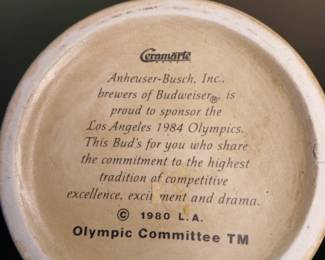 Ceramarte
Anheuser-Busch, Inc.,
brewers of Budweiser®, is
proud to sponsor the
Los Angeles 1984 Olympics.
This Bud's for you who share
the commitment to the highest
tradition of competitive
excellence, excitment and drama.
© 1980 L.A.
Olympic Committee TM